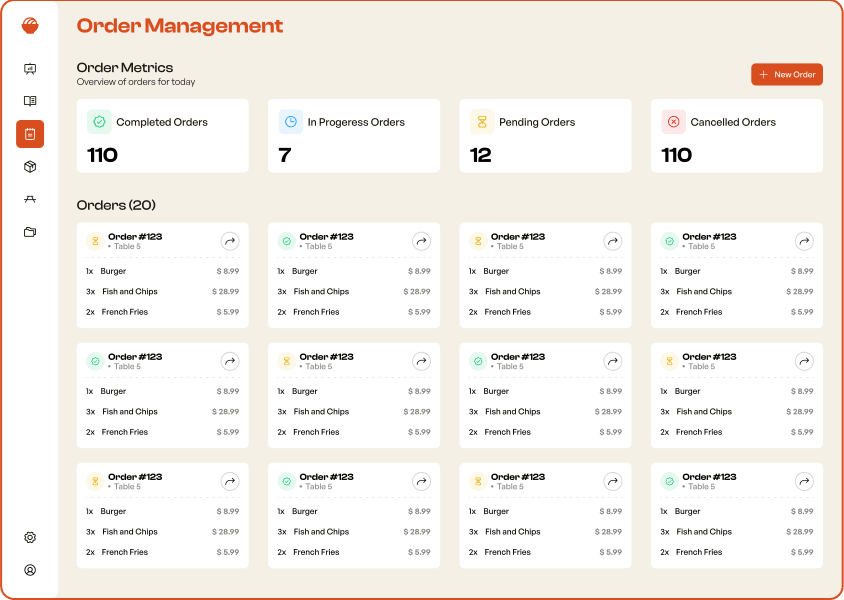 Order Management
Order Metrics
Overview of orders for today
+ New Order
Completed Orders
110
In Progeress Orders
7
Pending Orders
12
Cancelled Orders
110
Orders (20)
Order #123
• Table 5
1x Burger $ 8.99
3x Fish and Chips $ 28.99
2x French Fries $ 5.99
Order #123
• Table 5
1x Burger $ 8.99
3x Fish and Chips $ 28.99
2x French Fries $ 5.99
Order #123
• Table 5
1x Burger $ 8.99
3x Fish and Chips $ 28.99
2x French Fries $ 5.99
Order #123
• Table 5
1x Burger $ 8.99
3x Fish and Chips $ 28.99
2x French Fries $ 5.99
Order #123
• Table 5
1x Burger $ 8.99
3x Fish and Chips $ 28.99
2x French Fries $ 5.99
Order #123
• Table 5
1x Burger $ 8.99
3x Fish and Chips $ 28.99
2x French Fries $ 5.99
Order #123
• Table 5
1x Burger $ 8.99
3x Fish and Chips $ 28.99
2x French Fries $ 5.99
Order #123
• Table 5
1x Burger $ 8.99
3x Fish and Chips $ 28.99
2x French Fries $ 5.99
Order #123
• Table 5
1x Burger $ 8.99
3x Fish and Chips $ 28.99
2x French Fries $ 5.99
Order #123
• Table 5
1x Burger $ 8.99
3x Fish and Chips $ 28.99
2x French Fries $ 5.99
Order #123
• Table 5
1x Burger $ 8.99
3x Fish and Chips $ 28.99
2x French Fries $ 5.99
Order #123
• Table 5
1x Burger $ 8.99
3x Fish and Chips $ 28.99
2x French Fries $ 5.99